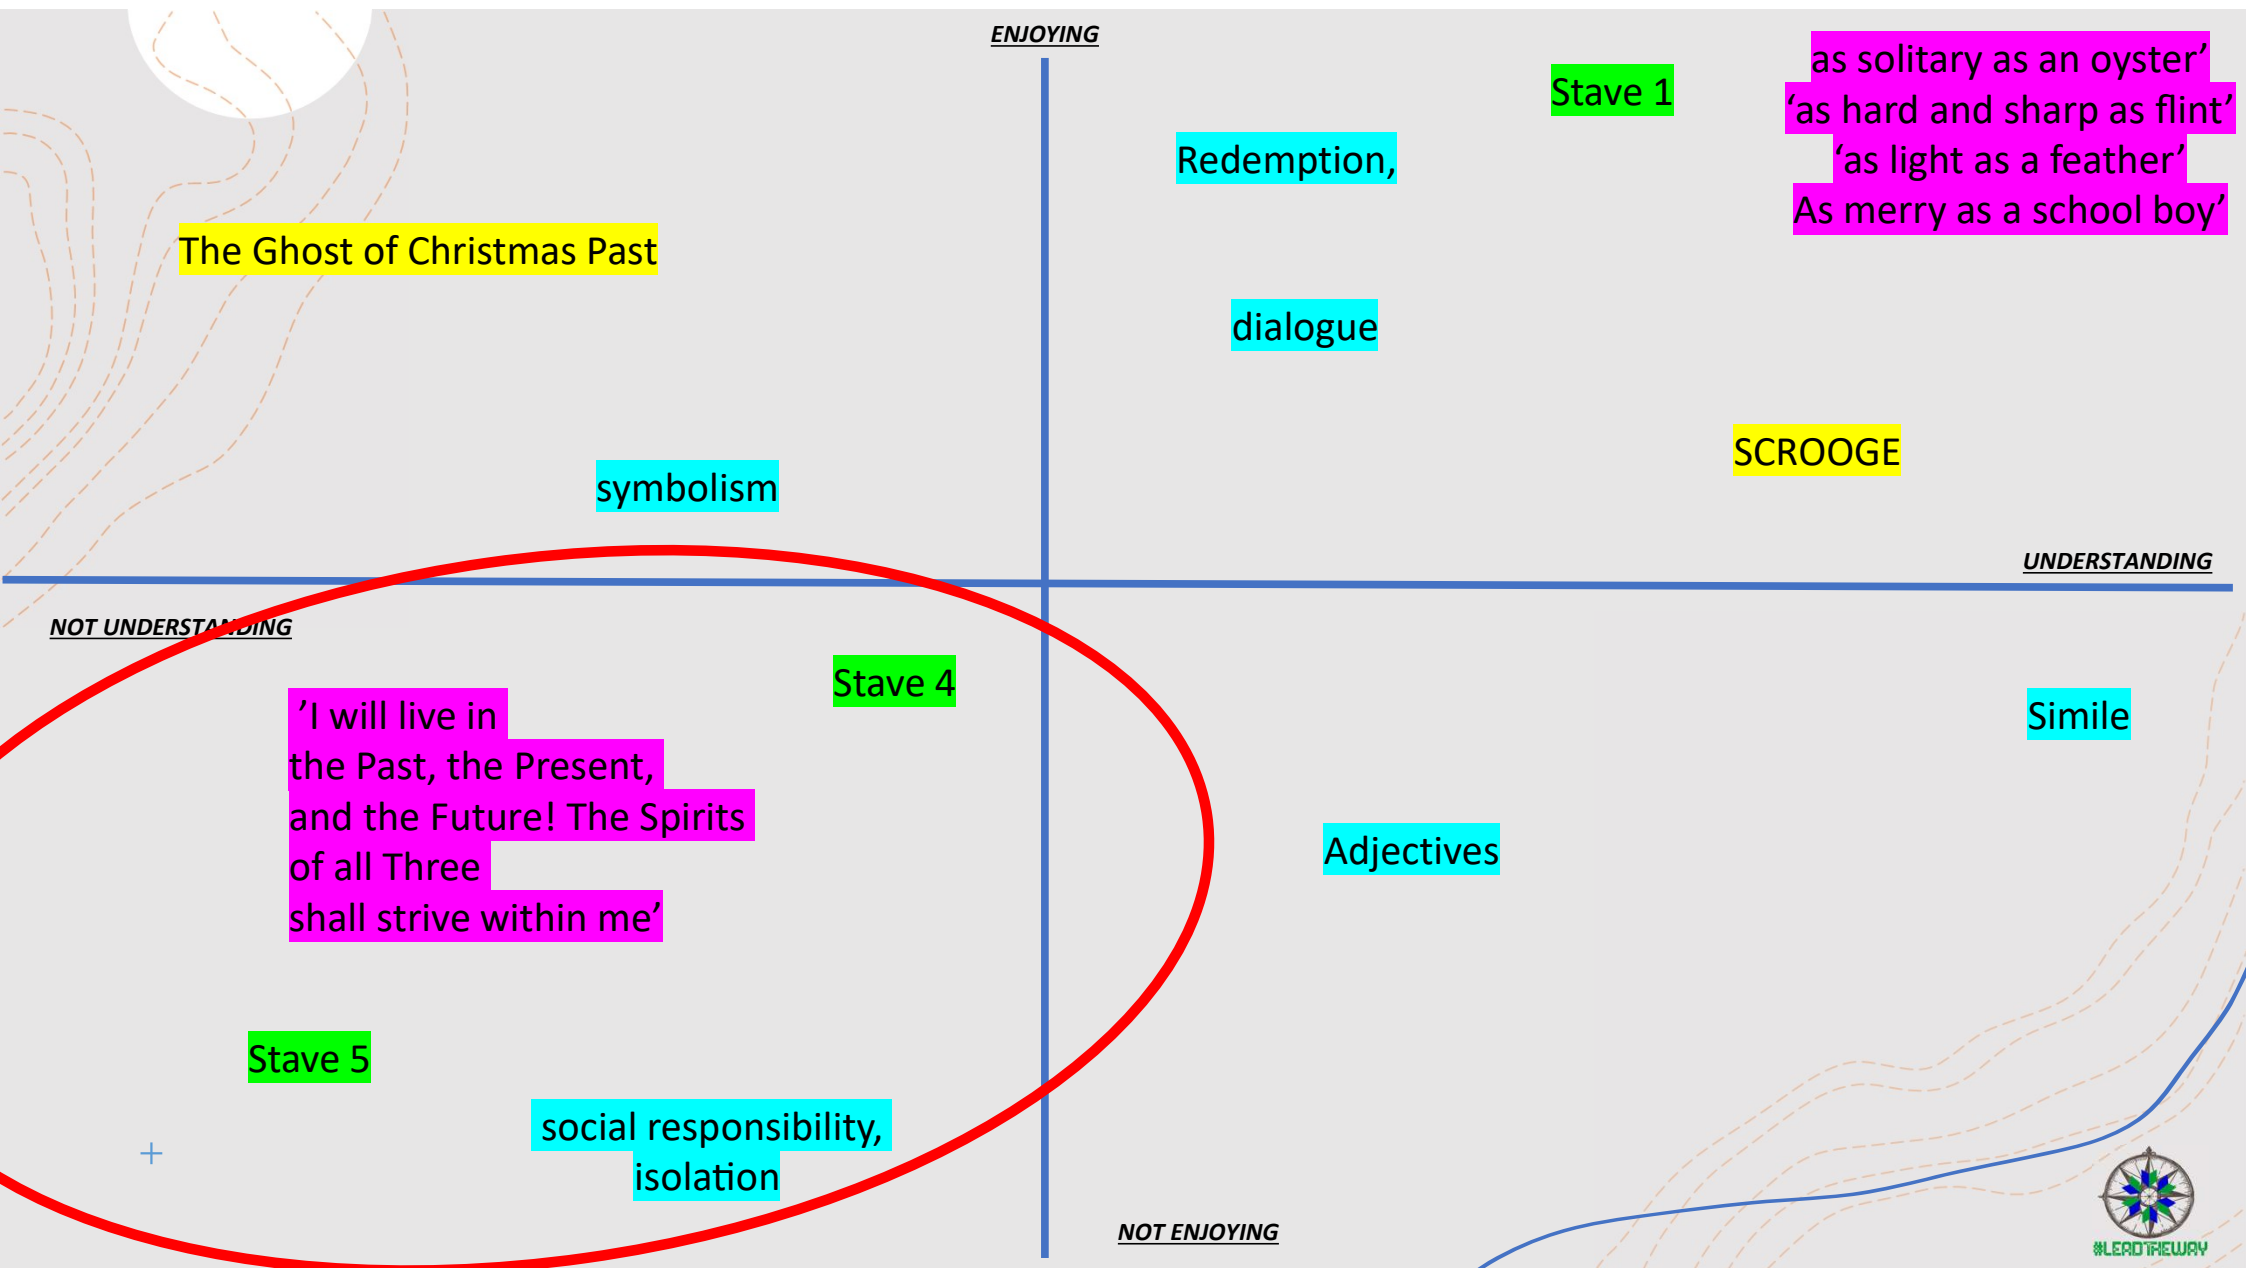 ENJOYING
as solitary as an oyster’
‘as hard and sharp as flint’
‘as light as a feather’
As merry as a school boy’
Stave 1
Redemption,
The Ghost of Christmas Past
dialogue
SCROOGE
symbolism
UNDERSTANDING
NOT UNDERSTANDING
Stave 4
’I will live in
the Past, the Present,
and the Future! The Spirits
of all Three
shall strive within me’
Simile
Adjectives
Stave 5
social responsibility,
isolation
NOT ENJOYING
#LEADTHEWAY